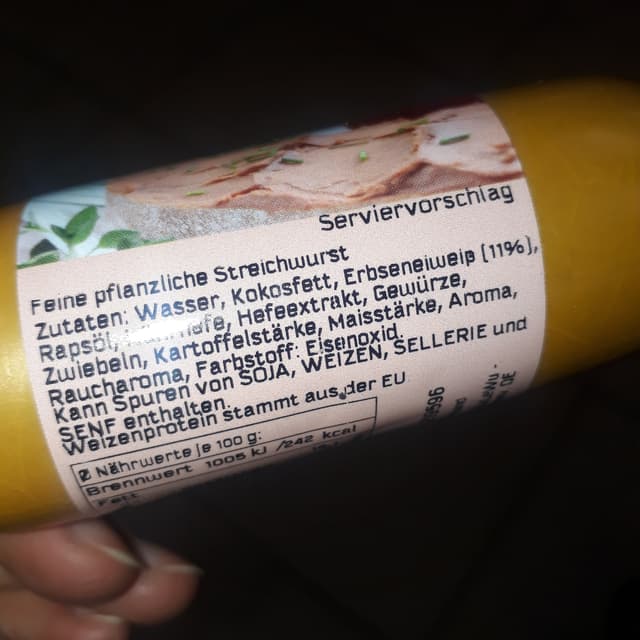 Serviervorschlag
Feine pflanzliche Streichwurst
Zutaten: Wasser, Kokosfett, Erbseneiweiß (11%),
Rapsöl, Hefeextrakt, Gewürze,
Zwiebeln, Kartoffelstärke, Maisstärke, Aroma,
Raucharoma, Farbstoff: Eisenoxid
Kann Spuren von SOJA, WEIZEN, SELLERIE und
SENF enthalten.
Weizenprotein stammt aus der EU
Nährwerte je 100 g:
Brennwert 1005 kJ /242 kcal
Fett
DE